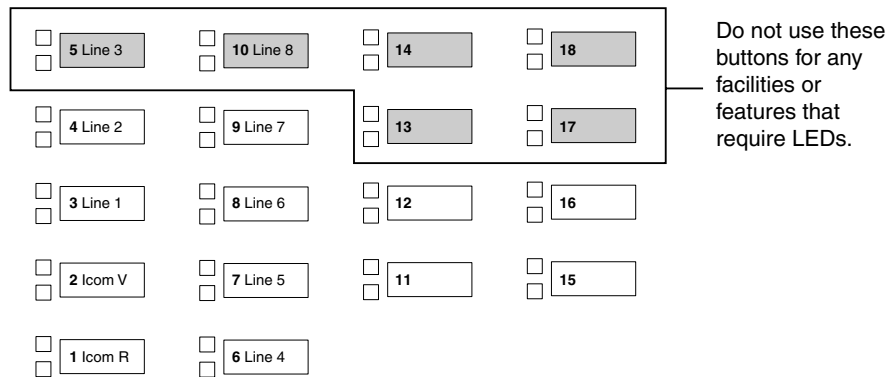 5 Line 3
10 Line 8
14
18
4 Line 2
9 Line 7
13
17
3 Line 1
8 Line 6
12
16
2 Icom V
7 Line 5
11
15
1 Icom R
6 Line 4
Do not use these
buttons for any
facilities or
features that
require LEDs.